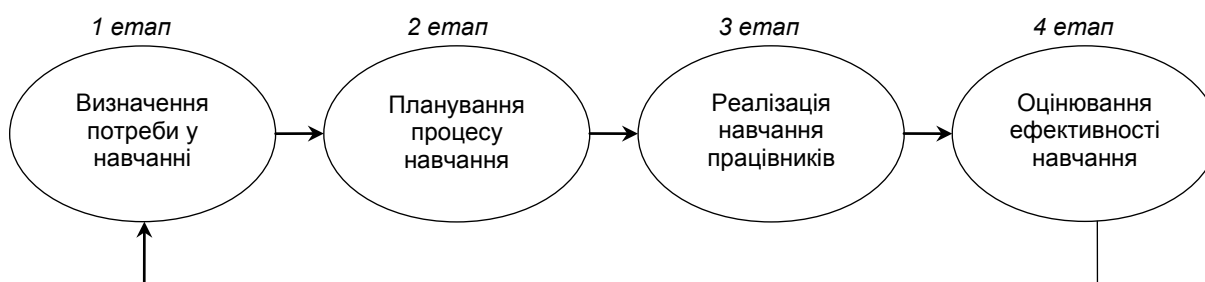 1 етап
2 етап
3 етап
4 етап
Визначення
потреби у
навчанні
Планування
процесу
навчання
Реалізація
навчання
працівників
Оцінювання
ефективності
навчання